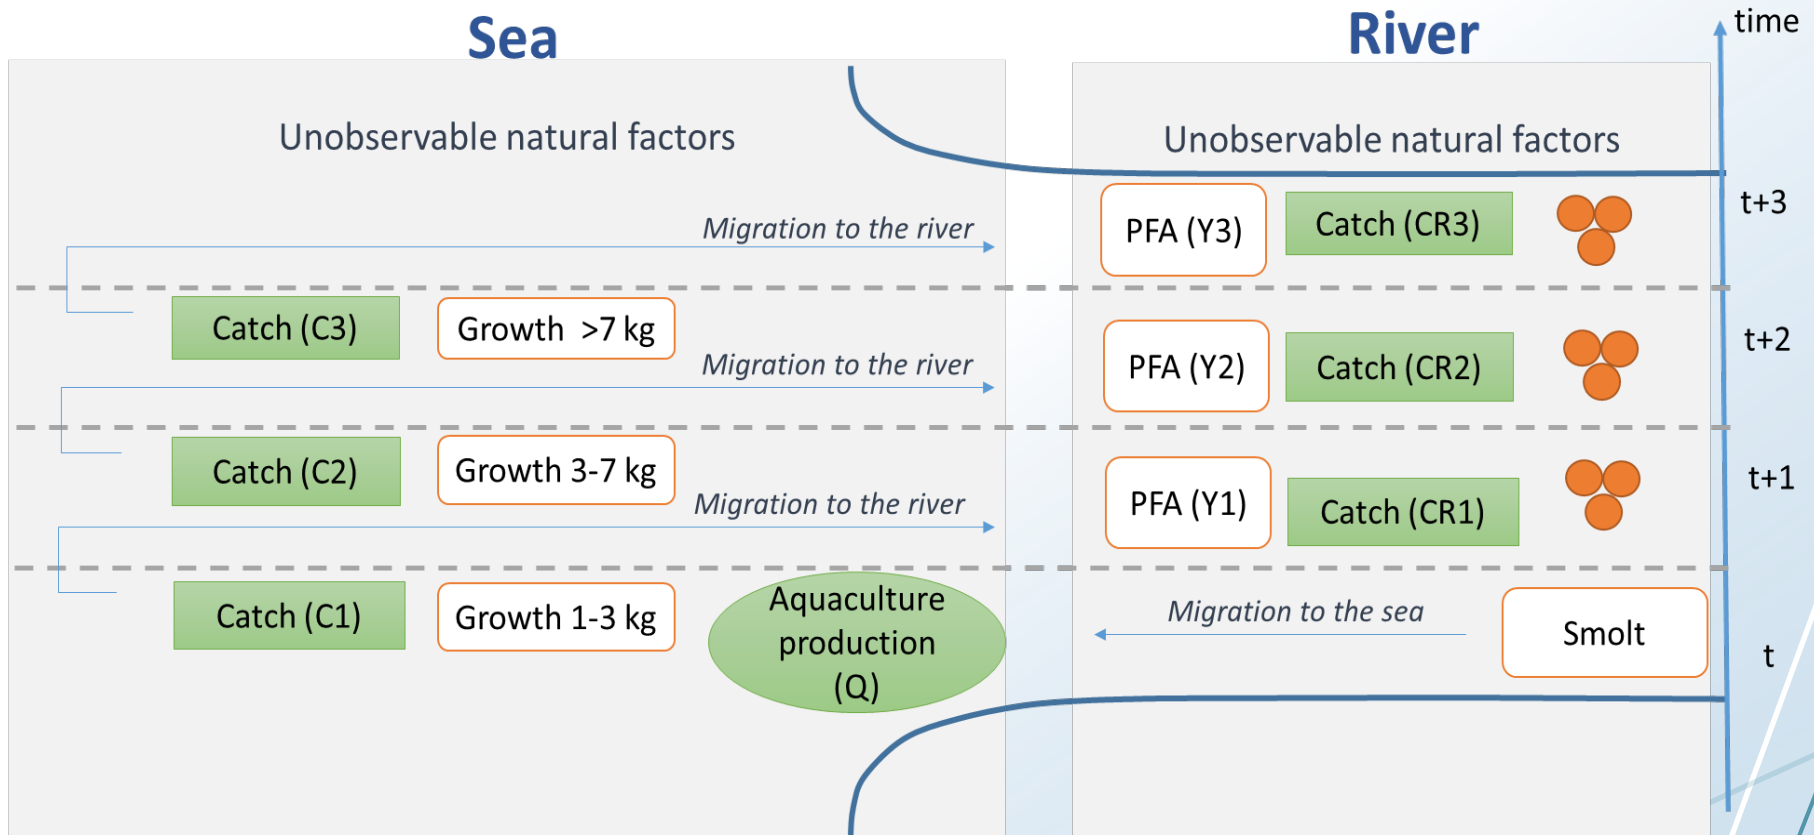 Sea
River
time
Unobservable natural factors
Unobservable natural factors
t+3
Migration to the river
PFA (Y3)
Catch (CR3)
Catch (C3)
Growth >7 kg
t+2
Migration to the river
PFA (Y2)
Catch (CR2)
Catch (C2)
Growth 3-7 kg
t+1
Migration to the river
PFA (Y1)
Catch (CR1)
Catch (C1)
Growth 1-3 kg
Aquaculture
production
(Q)
Migration to the sea
Smolt
t